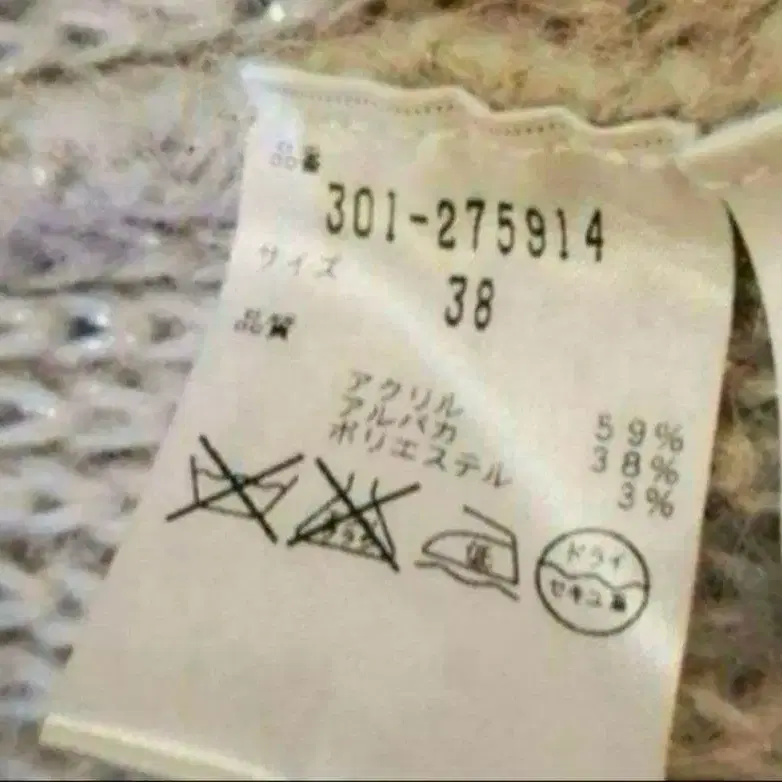 品番
301-275914
サイズ
38
品質
アクリル 59%
アルパカ 38%
ポリエステル 3%
低
ドライ
セキユ系